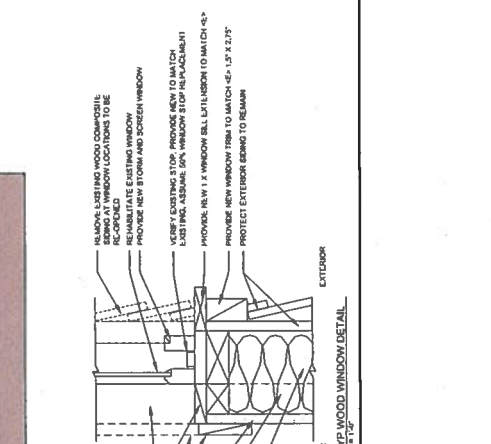 REMOVE EXISTING WOOD COMPOSITE
SIDING AT WINDOW LOCATIONS TO BE
RE-OPENED
REHABILITATE EXISTING WINDOW
PROVIDE NEW STORM AND SCREEN WINDOW
VERIFY EXISTING STOP, PROVIDE NEW TO MATCH
EXISTING, ASSUME 50% WINDOW STOP REPLACEMENT
PROVIDE NEW 1 X WINDOW SILL EXTENSION TO MATCH <E>
PROVIDE NEW WINDOW TRIM TO MATCH <E> 1.5" X 2.75"
PROTECT EXTERIOR SIDING TO REMAIN
EXTERIOR
YP WOOD WINDOW DETAIL